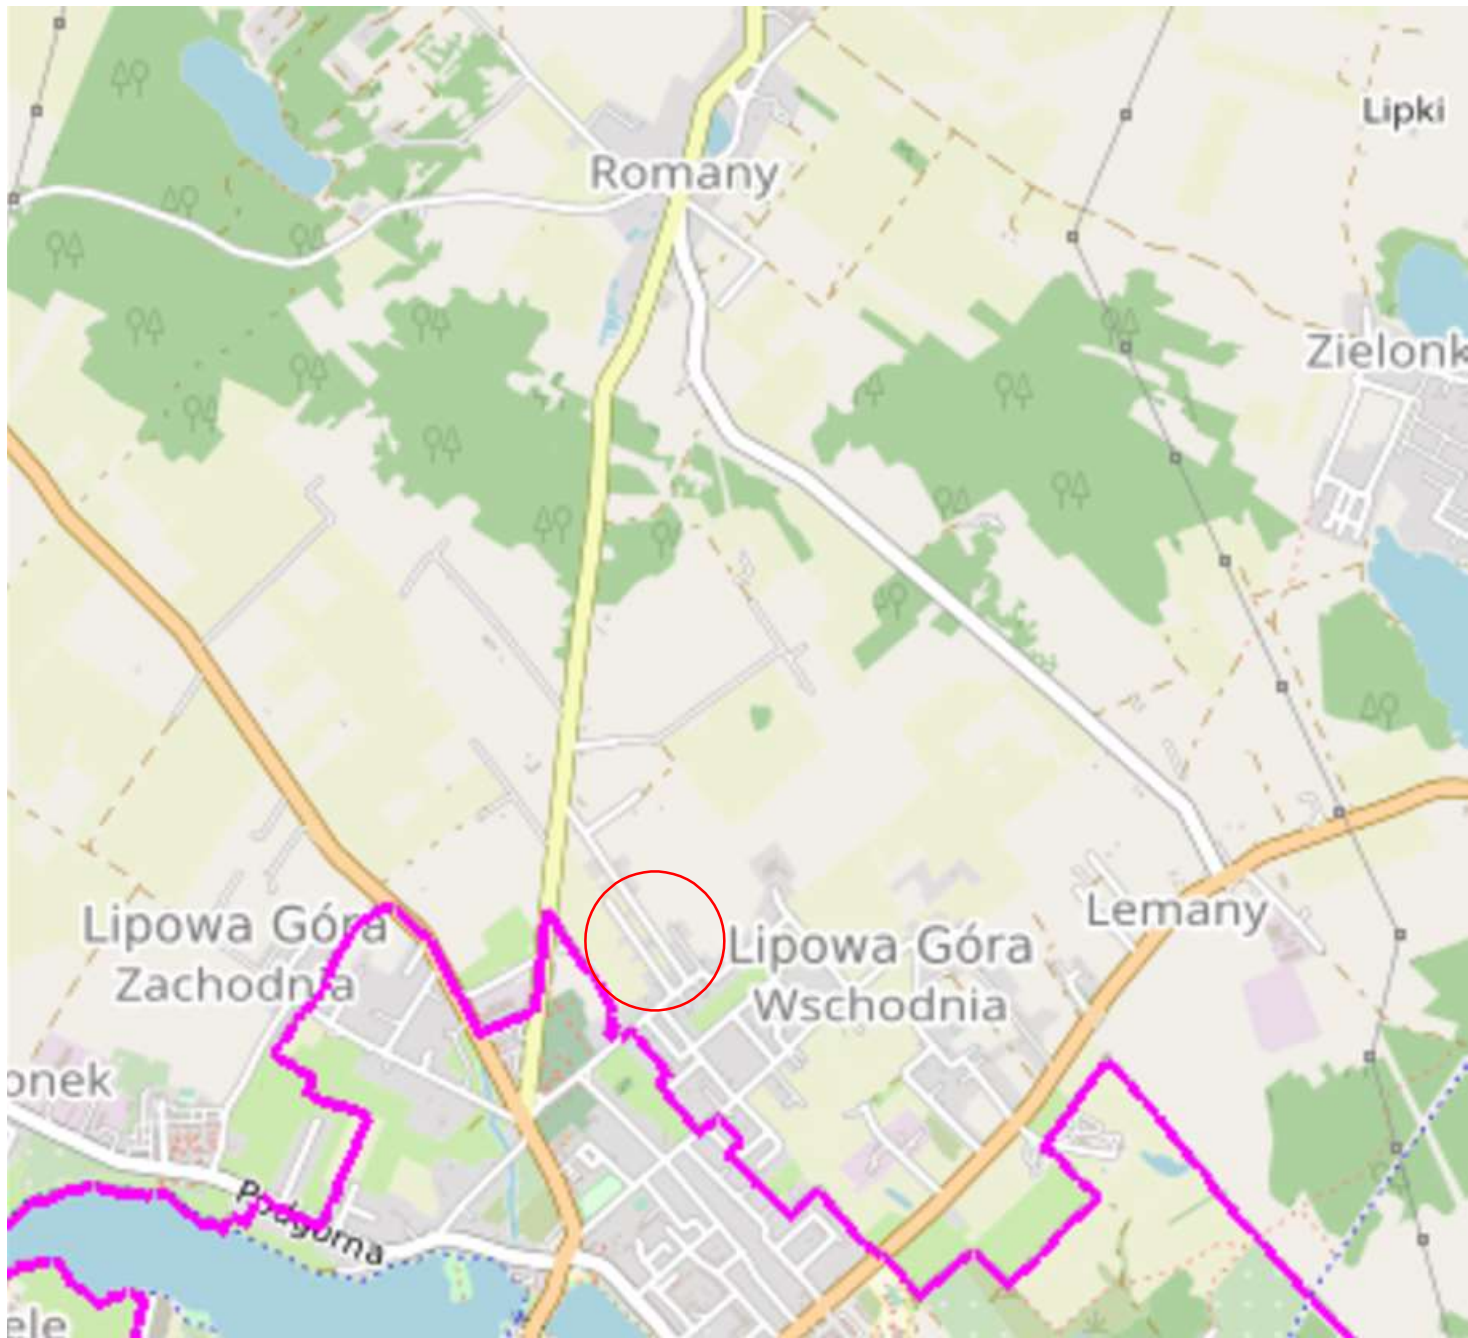 Lipki
Romany
Zielonk
Lipowa Góra
Zachodnia
Lipowa Góra
Wschodnia
Lemany
onek
Podgórna
ele